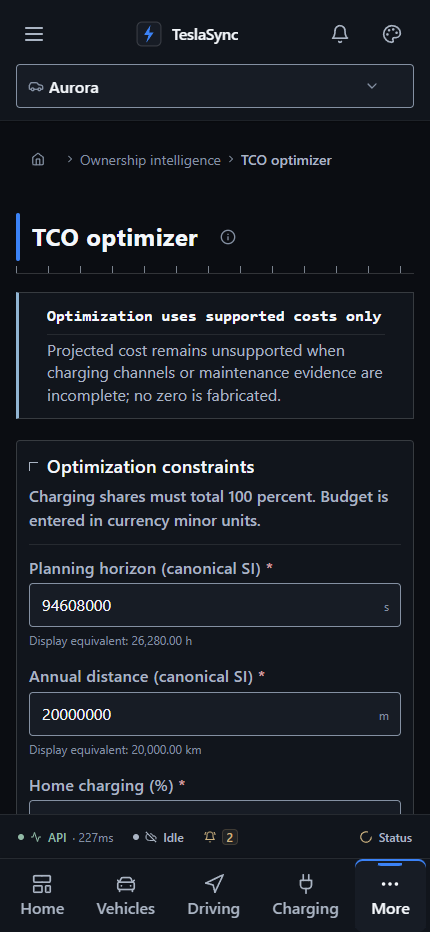 TeslaSync
Aurora
Ownership intelligence
TCO optimizer
TCO optimizer
Optimization uses supported costs only
Projected cost remains unsupported when
charging channels or maintenance evidence are
incomplete; no zero is fabricated.
Optimization constraints
Charging shares must total 100 percent. Budget is
entered in currency minor units.
Planning horizon (canonical SI) *
94608000 s
Display equivalent: 26,280.00 h
Annual distance (canonical SI) *
20000000 m
Display equivalent: 20,000.00 km
Home charging (%) *
API · 227ms Idle 2 Status
Home Vehicles Driving Charging More